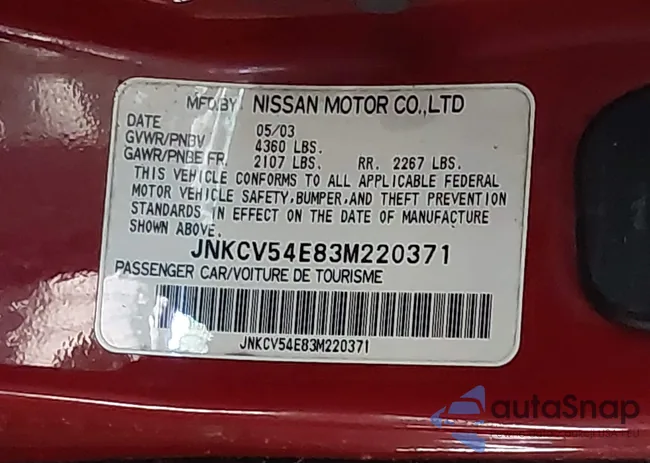 MFD.BY NISSAN MOTOR CO.,LTD
DATE 05/03
GVWR/PNBV 4360 LBS.
GAWR/PNBE FR. 2107 LBS. RR. 2267 LBS.
THIS VEHICLE CONFORMS TO ALL APPLICABLE FEDERAL
MOTOR VEHICLE SAFETY,BUMPER,AND THEFT PREVENTION
STANDARDS IN EFFECT ON THE DATE OF MANUFACTURE
SHOWN ABOVE.
JNKCV54E83M220371
PASSENGER CAR/VOITURE DE TOURISME
JNKCV54E83M220371
autaSnap